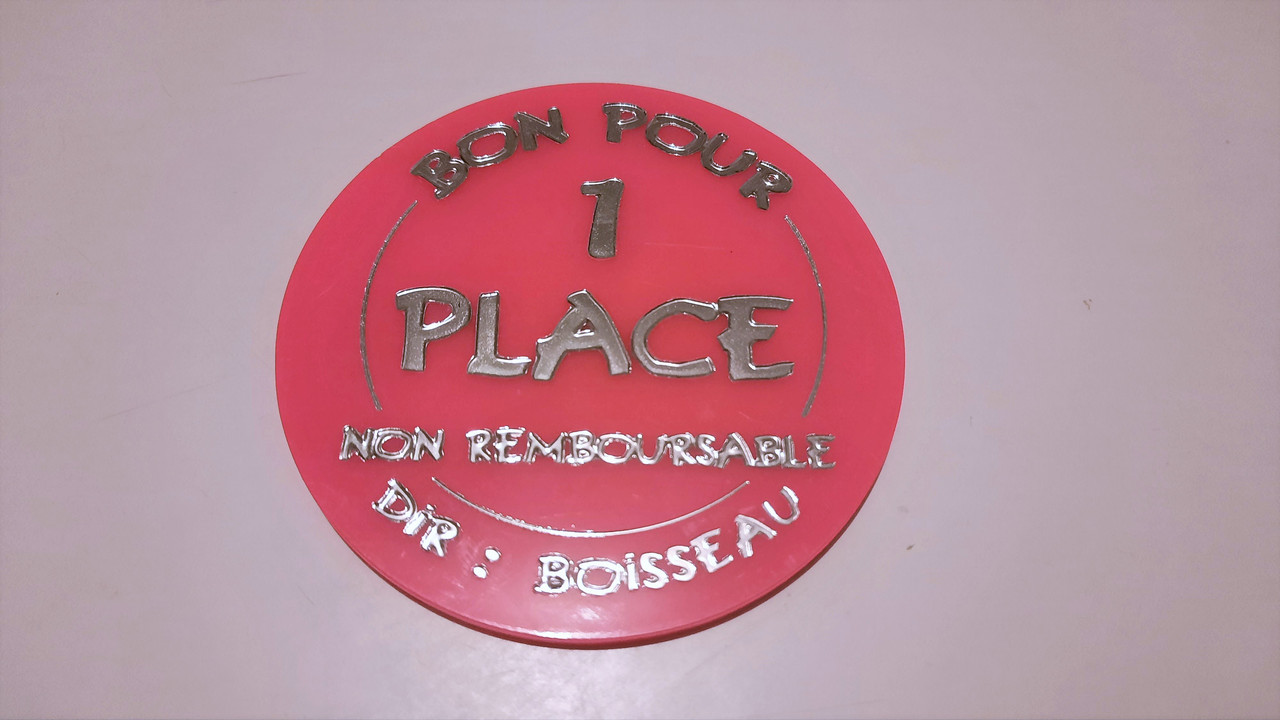 BON POUR
1
PLACE
NON REMBOURSABLE
DiR : BOiSSEAU